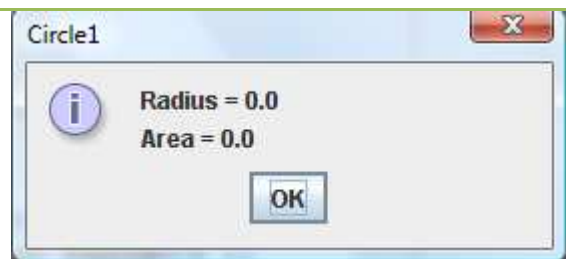 Circle1
i
Radius = 0.0
Area = 0.0
OK